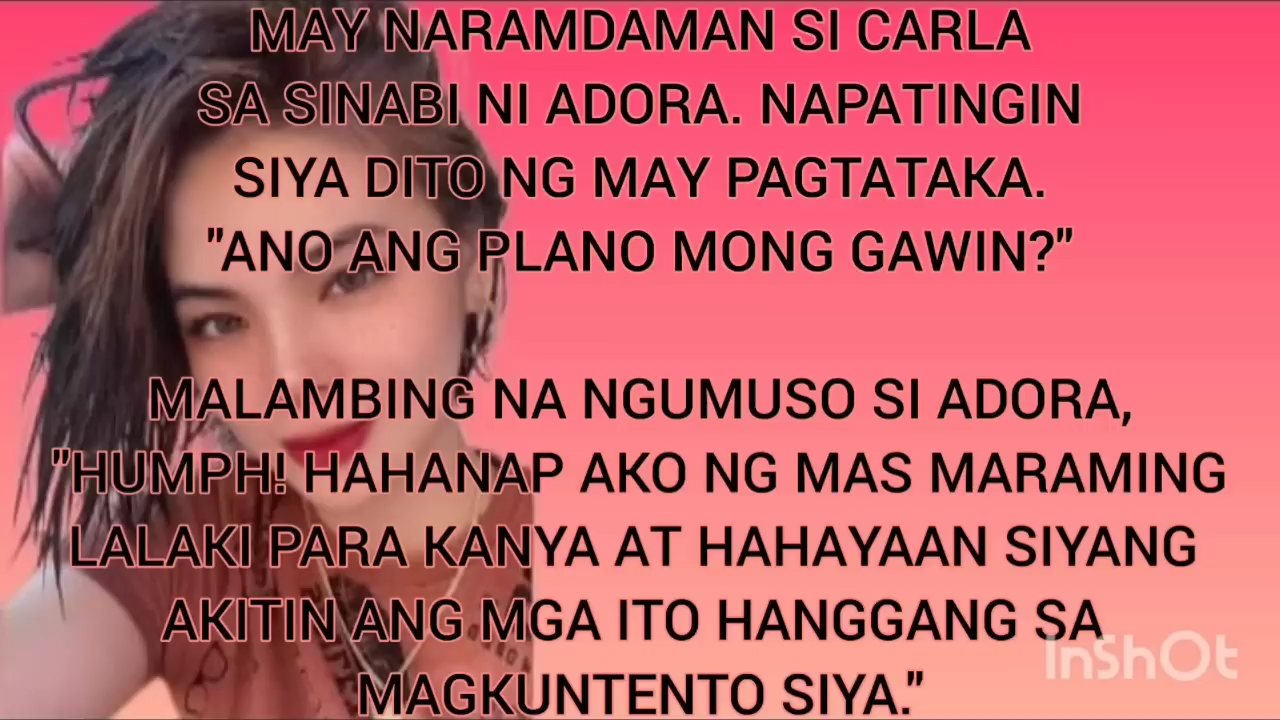 MAY NARAMDAMAN SI CARLA
SA SINABI NI ADORA. NAPATINGIN
SIYA DITO NG MAY PAGTATAKA.
"ANO ANG PLANO MONG GAWIN?"
MALAMBING NA NGUMUSO SI ADORA,
"HUMPH! HAHANAP AKO NG MAS MARAMING
LALAKI PARA KANYA AT HAHAYAAN SIYANG
AKITIN ANG MGA ITO HANGGANG SA
MAGKUNTENTO SIYA."
InShOt